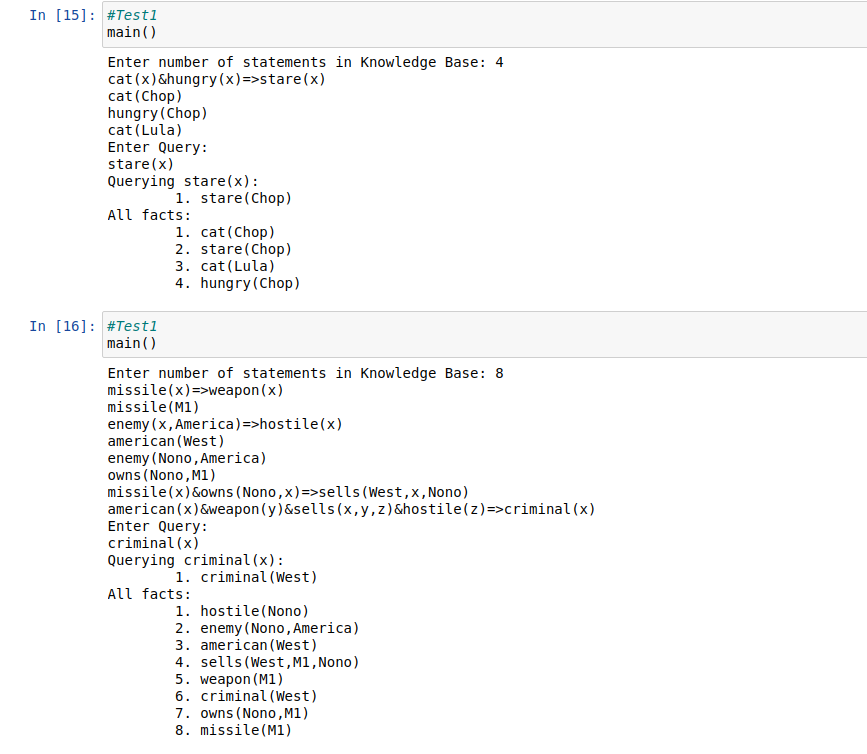 In [15]: #Test1
main()
Enter number of statements in Knowledge Base: 4
cat(x)&hungry(x)=>stare(x)
cat(Chop)
hungry(Chop)
cat(Lula)
Enter Query:
stare(x)
Querying stare(x):
1. stare(Chop)
All facts:
1. cat(Chop)
2. stare(Chop)
3. cat(Lula)
4. hungry(Chop)
In [16]: #Test1
main()
Enter number of statements in Knowledge Base: 8
missile(x)=>weapon(x)
missile(M1)
enemy(x,America)=>hostile(x)
american(West)
enemy(Nono,America)
owns(Nono,M1)
missile(x)&owns(Nono,x)=>sells(West,x,Nono)
american(x)&weapon(y)&sells(x,y,z)&hostile(z)=>criminal(x)
Enter Query:
criminal(x)
Querying criminal(x):
1. criminal(West)
All facts:
1. hostile(Nono)
2. enemy(Nono,America)
3. american(West)
4. sells(West,M1,Nono)
5. weapon(M1)
6. criminal(West)
7. owns(Nono,M1)
8. missile(M1)